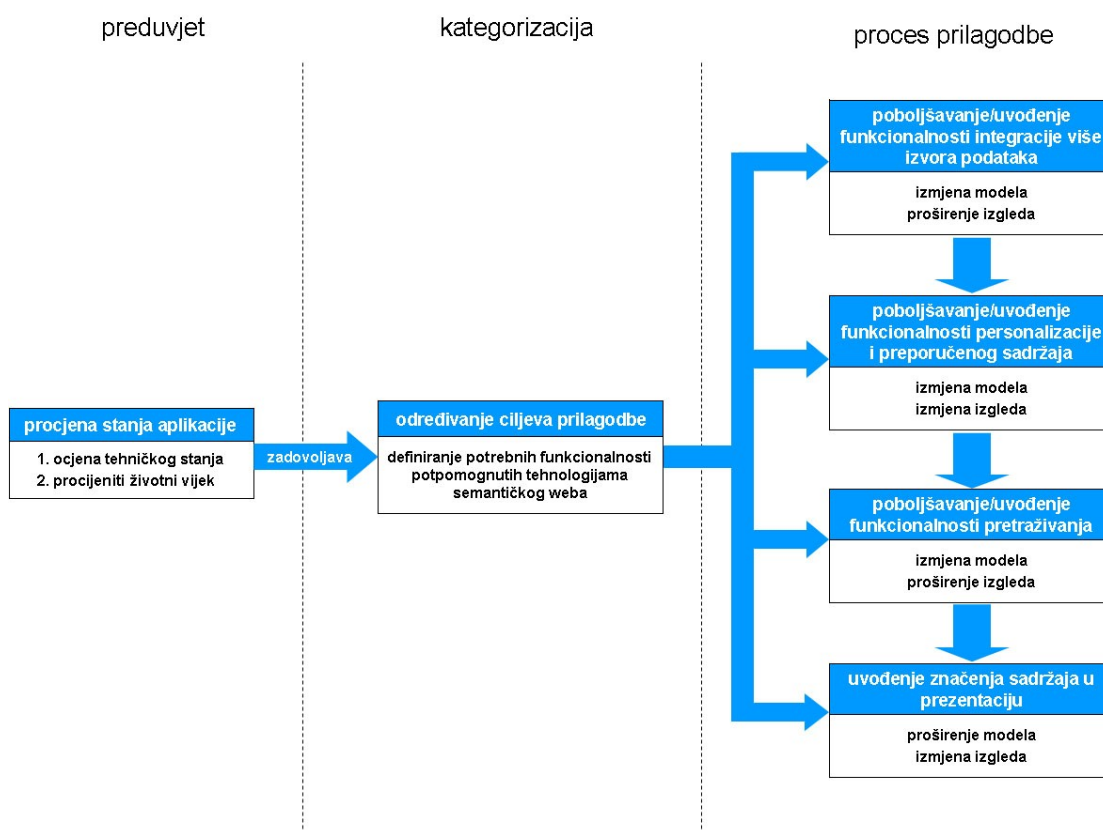 preduvjet
kategorizacija
proces prilagodbe
procjena stanja aplikacije
1. ocjena tehničkog stanja
2. procijeniti životni vijek
zadovoljava
određivanje ciljeva prilagodbe
definiranje potrebnih funkcionalnosti
potpomognutih tehnologijama
semantičkog weba
poboljšavanje/uvođenje
funkcionalnosti integracije više
izvora podataka
izmjena modela
proširenje izgleda
poboljšavanje/uvođenje
funkcionalnosti personalizacije
i preporučenog sadržaja
izmjena modela
izmjena izgleda
poboljšavanje/uvođenje
funkcionalnosti pretraživanja
izmjena modela
proširenje izgleda
uvođenje značenja sadržaja u
prezentaciju
proširenje modela
izmjena izgleda